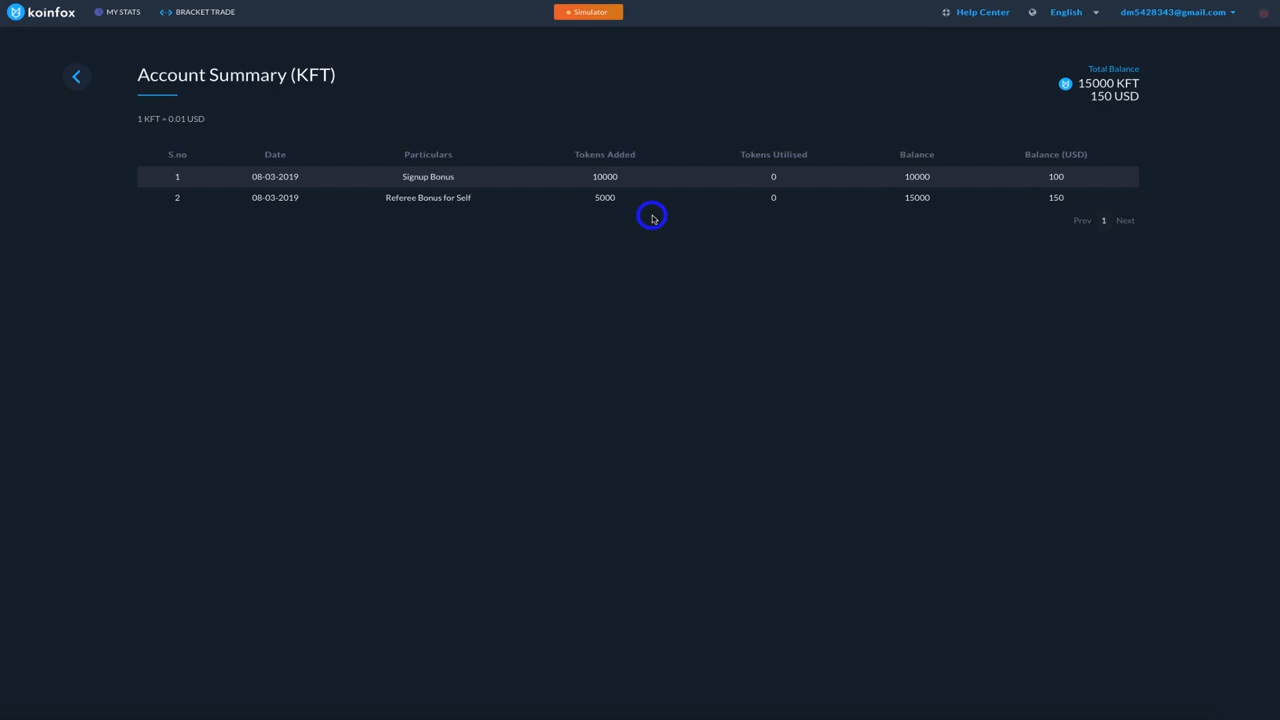 koinfox MY STATS BRACKET TRADE Simulator Help Center English dm5428343@gmail.com
Account Summary (KFT)
Total Balance
15000 KFT
150 USD
1 KFT = 0.01 USD
S.no Date Particulars Tokens Added Tokens Utilised Balance Balance (USD)
1 08-03-2019 Signup Bonus 10000 0 10000 100
2 08-03-2019 Referee Bonus for Self 5000 0 15000 150
Prev 1 Next